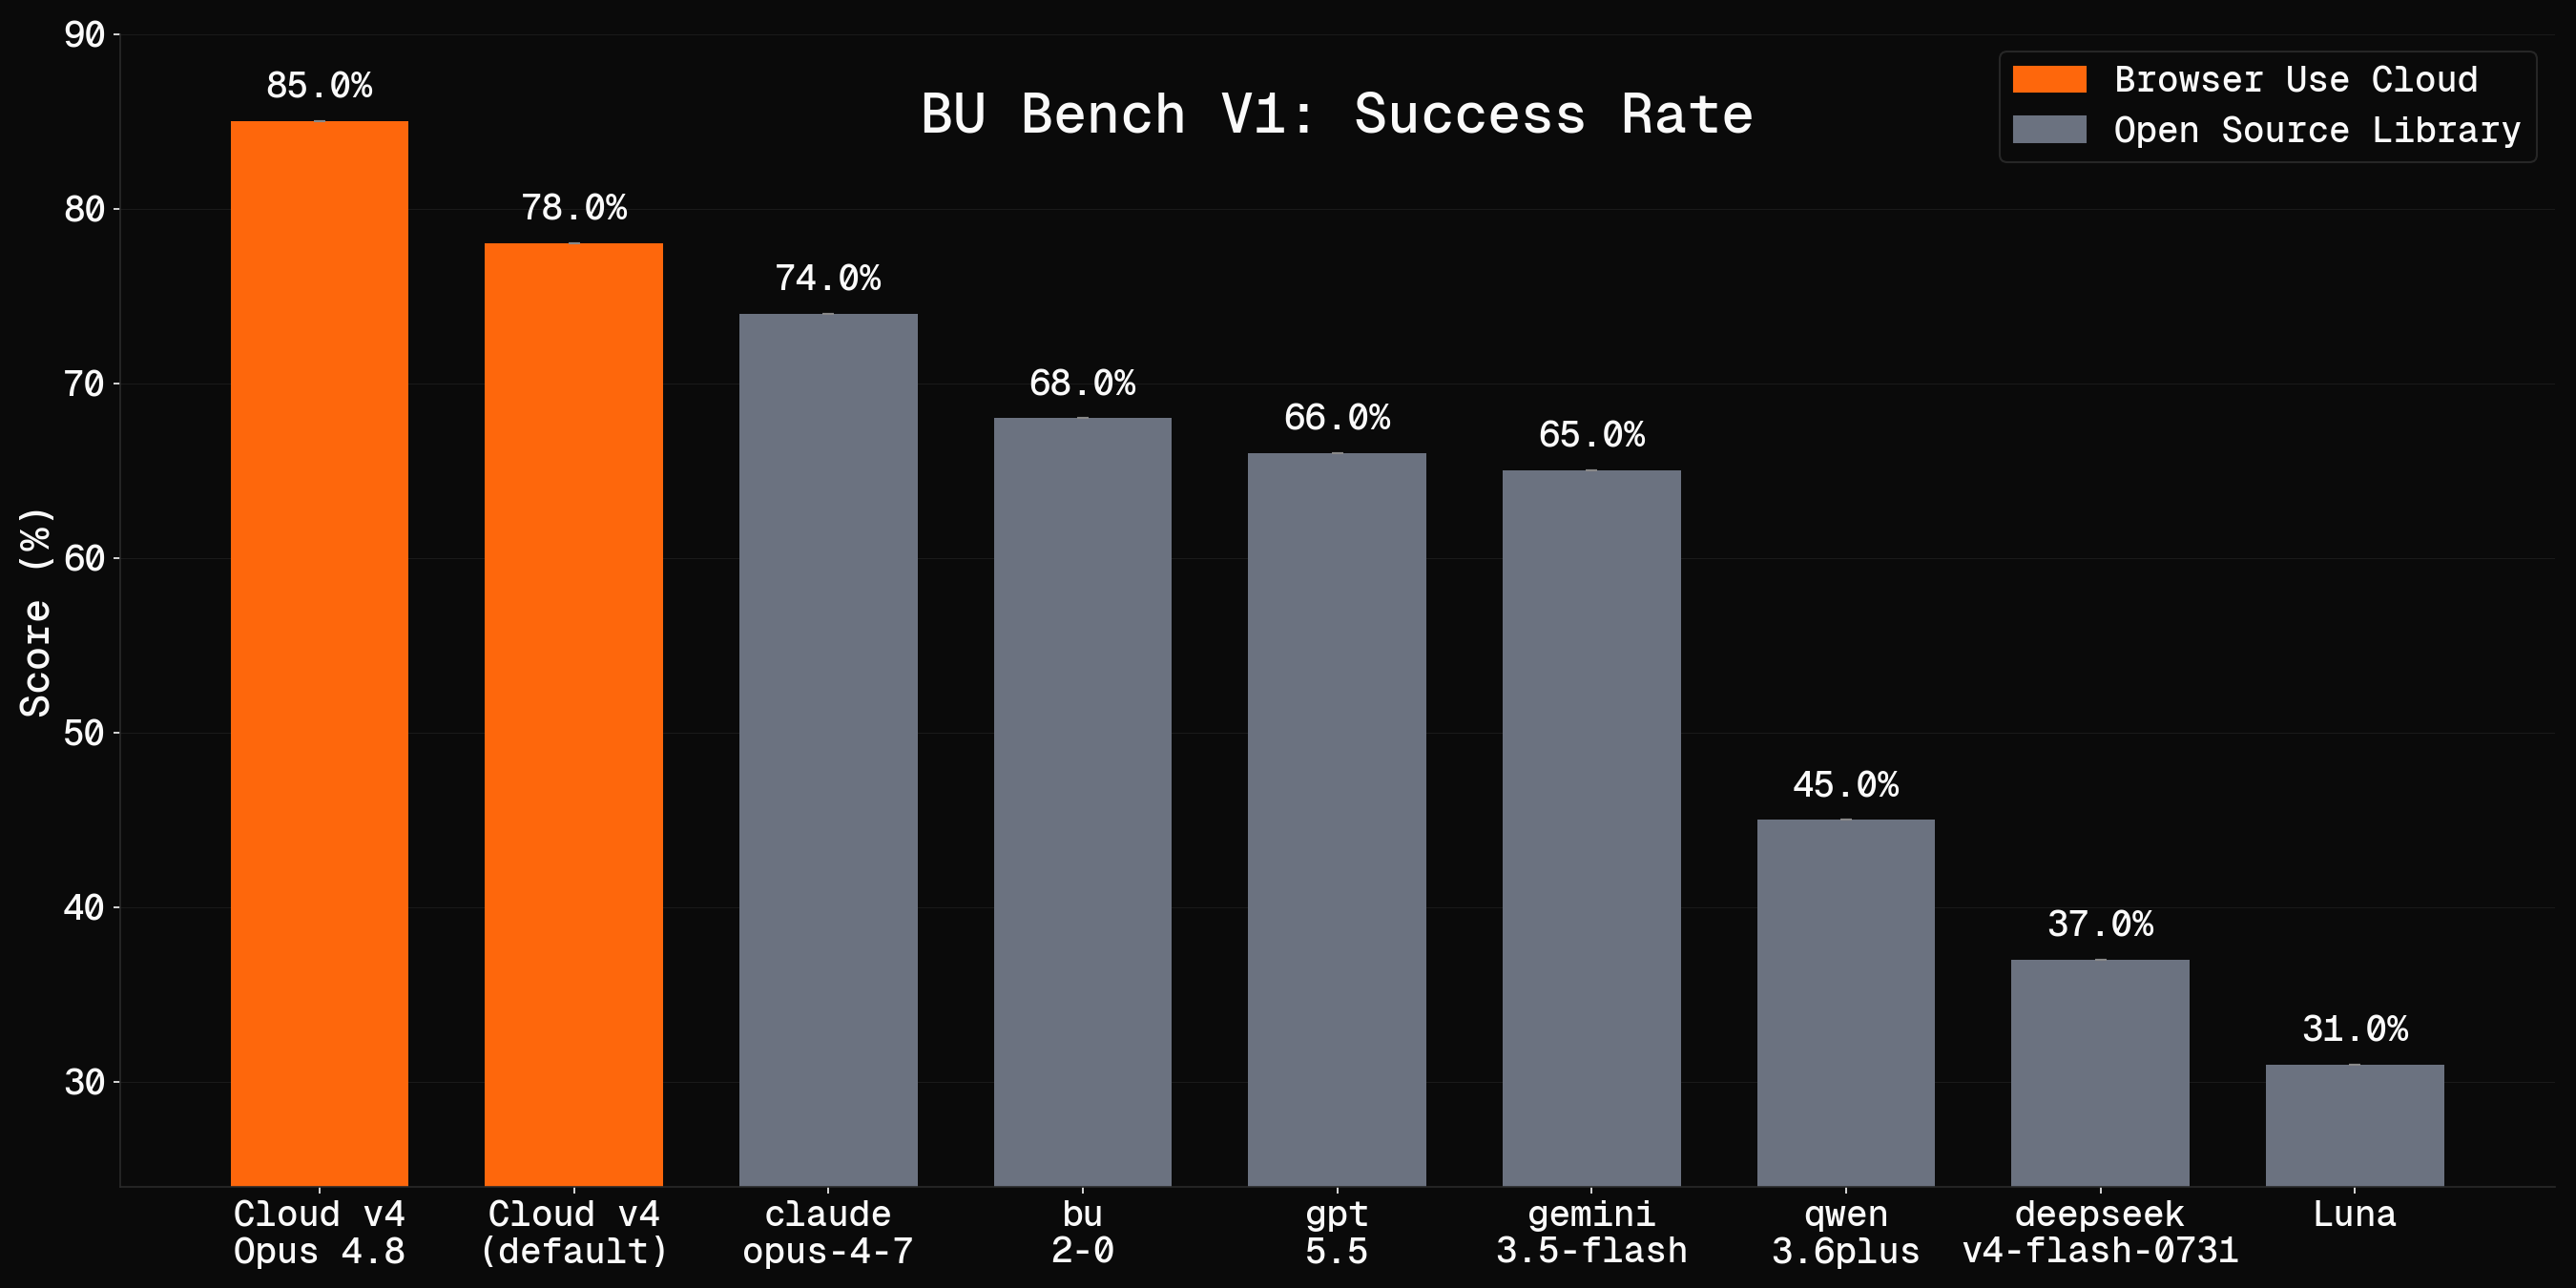 BU Bench V1: Success Rate
Browser Use Cloud
Open Source Library
Score (%)
90
80
70
60
50
40
30
85.0%
78.0%
74.0%
68.0%
66.0%
65.0%
45.0%
37.0%
31.0%
Cloud v4
Opus 4.8
Cloud v4
(default)
claude
opus-4-7
bu
2-0
gpt
5.5
gemini
3.5-flash
qwen
3.6plus
deepseek
v4-flash-0731
Luna